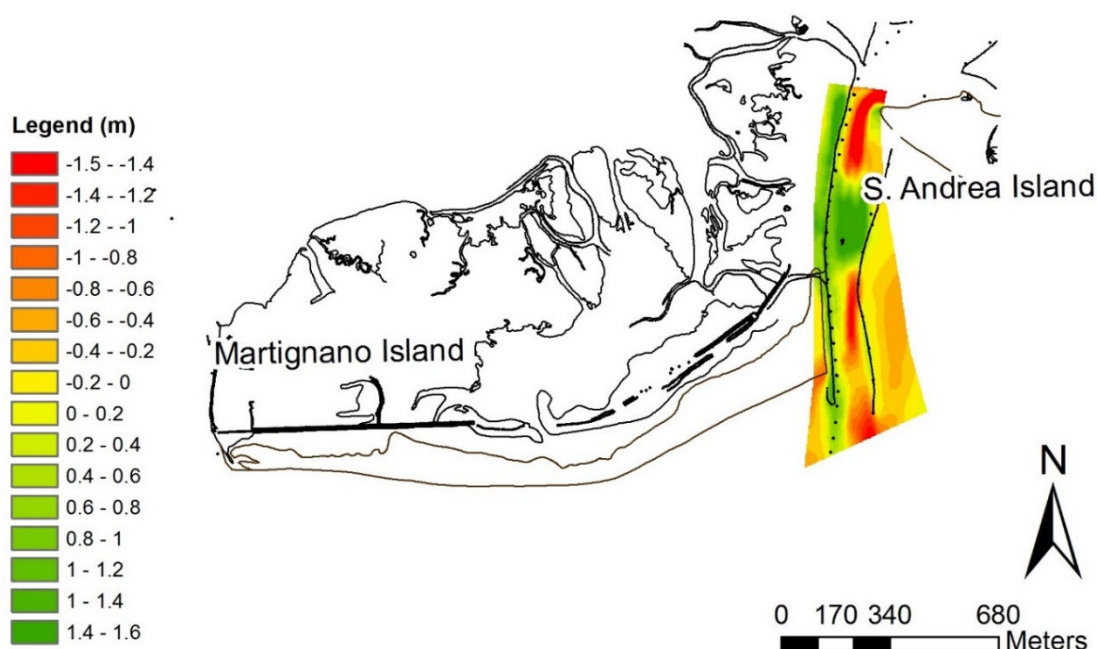 Legend (m)
-1.5 - -1.4
-1.4 - -1.2
-1.2 - -1
-1 - -0.8
-0.8 - -0.6
-0.6 - -0.4
-0.4 - -0.2
-0.2 - 0
0 - 0.2
0.2 - 0.4
0.4 - 0.6
0.6 - 0.8
0.8 - 1
1 - 1.2
1 - 1.4
1.4 - 1.6
S. Andrea Island
Martignano Island
N
0 170 340 680
Meters